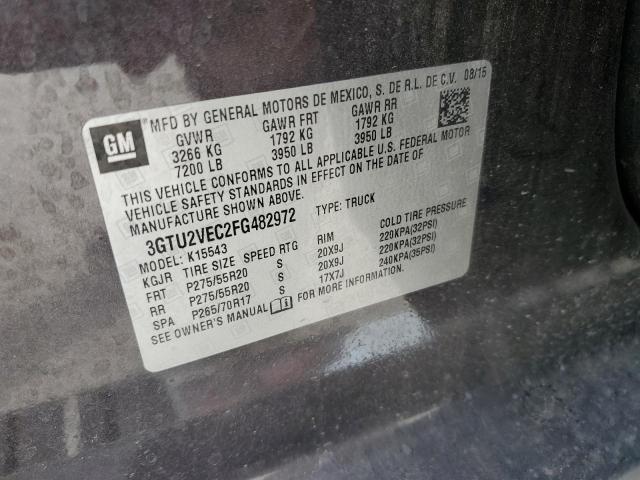 GM
MFD BY GENERAL MOTORS DE MEXICO, S. DE R.L. DE C.V. 08/15
GVWR GAWR FRT GAWR RR
3266 KG 1792 KG 1792 KG
7200 LB 3950 LB 3950 LB
THIS VEHICLE CONFORMS TO ALL APPLICABLE U.S. FEDERAL MOTOR
VEHICLE SAFETY STANDARDS IN EFFECT ON THE DATE OF
MANUFACTURE SHOWN ABOVE.
3GTU2VEC2FG482972 TYPE: TRUCK
MODEL: K15543
KGJR TIRE SIZE SPEED RTG RIM COLD TIRE PRESSURE
FRT P275/55R20 S 20X9J 220KPA(32PSI)
RR P275/55R20 S 20X9J 220KPA(32PSI)
SPA P265/70R17 S 17X7J 240KPA(35PSI)
SEE OWNER'S MANUAL FOR MORE INFORMATION.